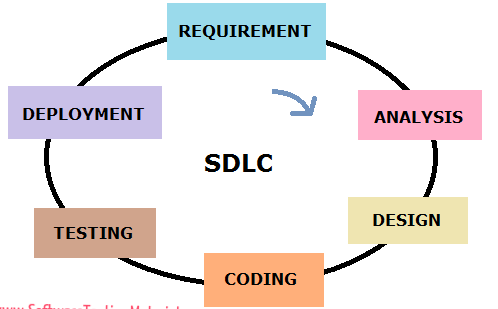 REQUIREMENT
ANALYSIS
DESIGN
CODING
TESTING
DEPLOYMENT
SDLC